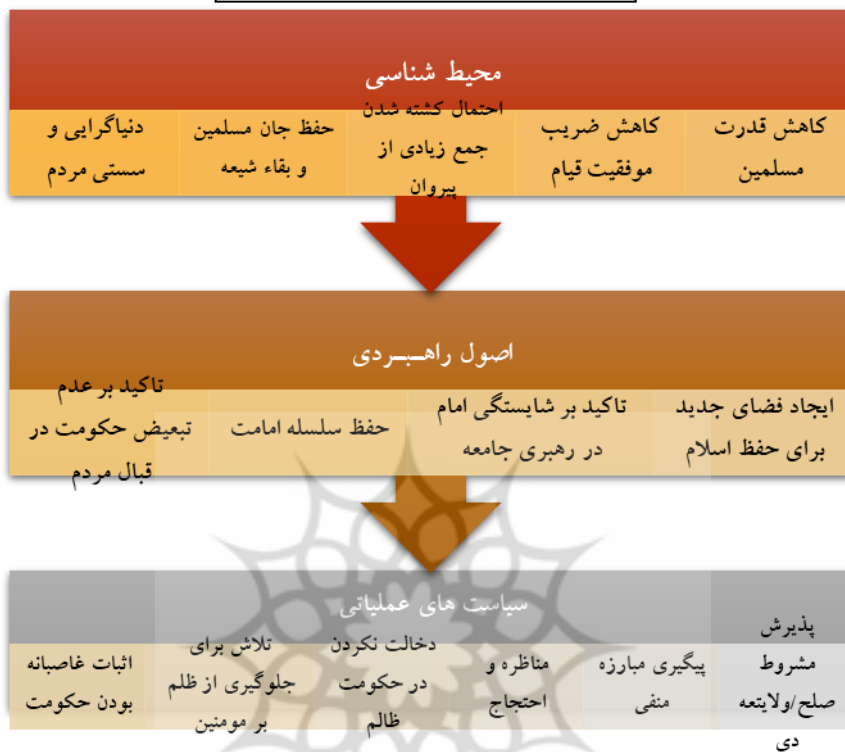 محیط شناسی
کاهش قدرت
مسلمین
کاهش ضریب
موفقیت قیام
احتمال کشته شدن
جمع زیادی از
پیروان
حفظ جان مسلمین
و بقاء شیعه
دنیاگرایی و
سستی مردم
اصول راهـبـردی
ایجاد فضای جدید
برای حفظ اسلام
تاکید بر شایستگی امام
در رهبری جامعه
حفظ سلسله امامت
تاکید بر عدم
تبعیض حکومت در
قبال مردم
سیاست های عملیاتی
پذیرش
مشروط
صلح/ولایتعه
دی
پیگیری مبارزه
منفی
مناظره و
احتجاج
دخالت نکردن
در حکومت
ظالم
تلاش برای
جلوگیری از ظلم
بر مومنین
اثبات غاصبانه
بودن حکومت